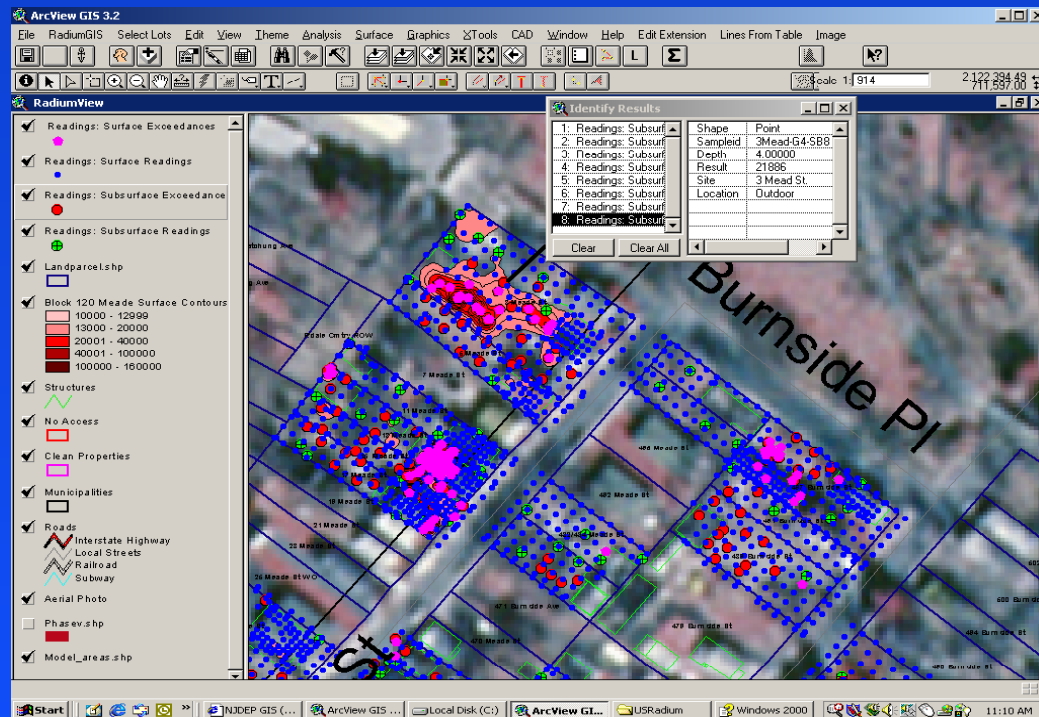 ArcView GIS 3.2
File RadiumGIS Select Lots Edit View Theme Analysis Surface Graphics XTools CAD Window Help Edit Extension Lines From Table Image
L Σ
Scale 1: 914
2,122,394.49
711,597.00
RadiumView
Readings: Surface Exceedances
Readings: Surface Readings
Readings: Subsurface Exceedance
Readings: Subsurface Readings
Landparcel.shp
Block 120 Meade Surface Contours
10000 - 12999
13000 - 20000
20001 - 40000
40001 - 100000
100000 - 160000
Structures
No Access
Clean Properties
Municipalities
Roads
Interstate Highway
Local Streets
Railroad
Subway
Aerial Photo
Phasev.shp
Model_areas.shp
Identify Results
1: Readings: Subsurf
2: Readings: Subsurf
3: Readings: Subsurf
4: Readings: Subsurf
5: Readings: Subsurf
6: Readings: Subsurf
7: Readings: Subsurf
8: Readings: Subsurf
Clear Clear All
Shape Point
Sampleid 3Mead-G4-SB8
Depth 4.00000
Result 21886
Site 3 Mead St.
Location Outdoor
Burnside Pl
7 Meade St
11 Meade St
19 Meade St
21 Meade St
486 Meade St
482 Meade St
471 Burnside Ave
St
Start NJDEP GIS (... ArcView GIS ... Local Disk (C:) ArcView GI... USRadium Windows 2000 11:10 AM